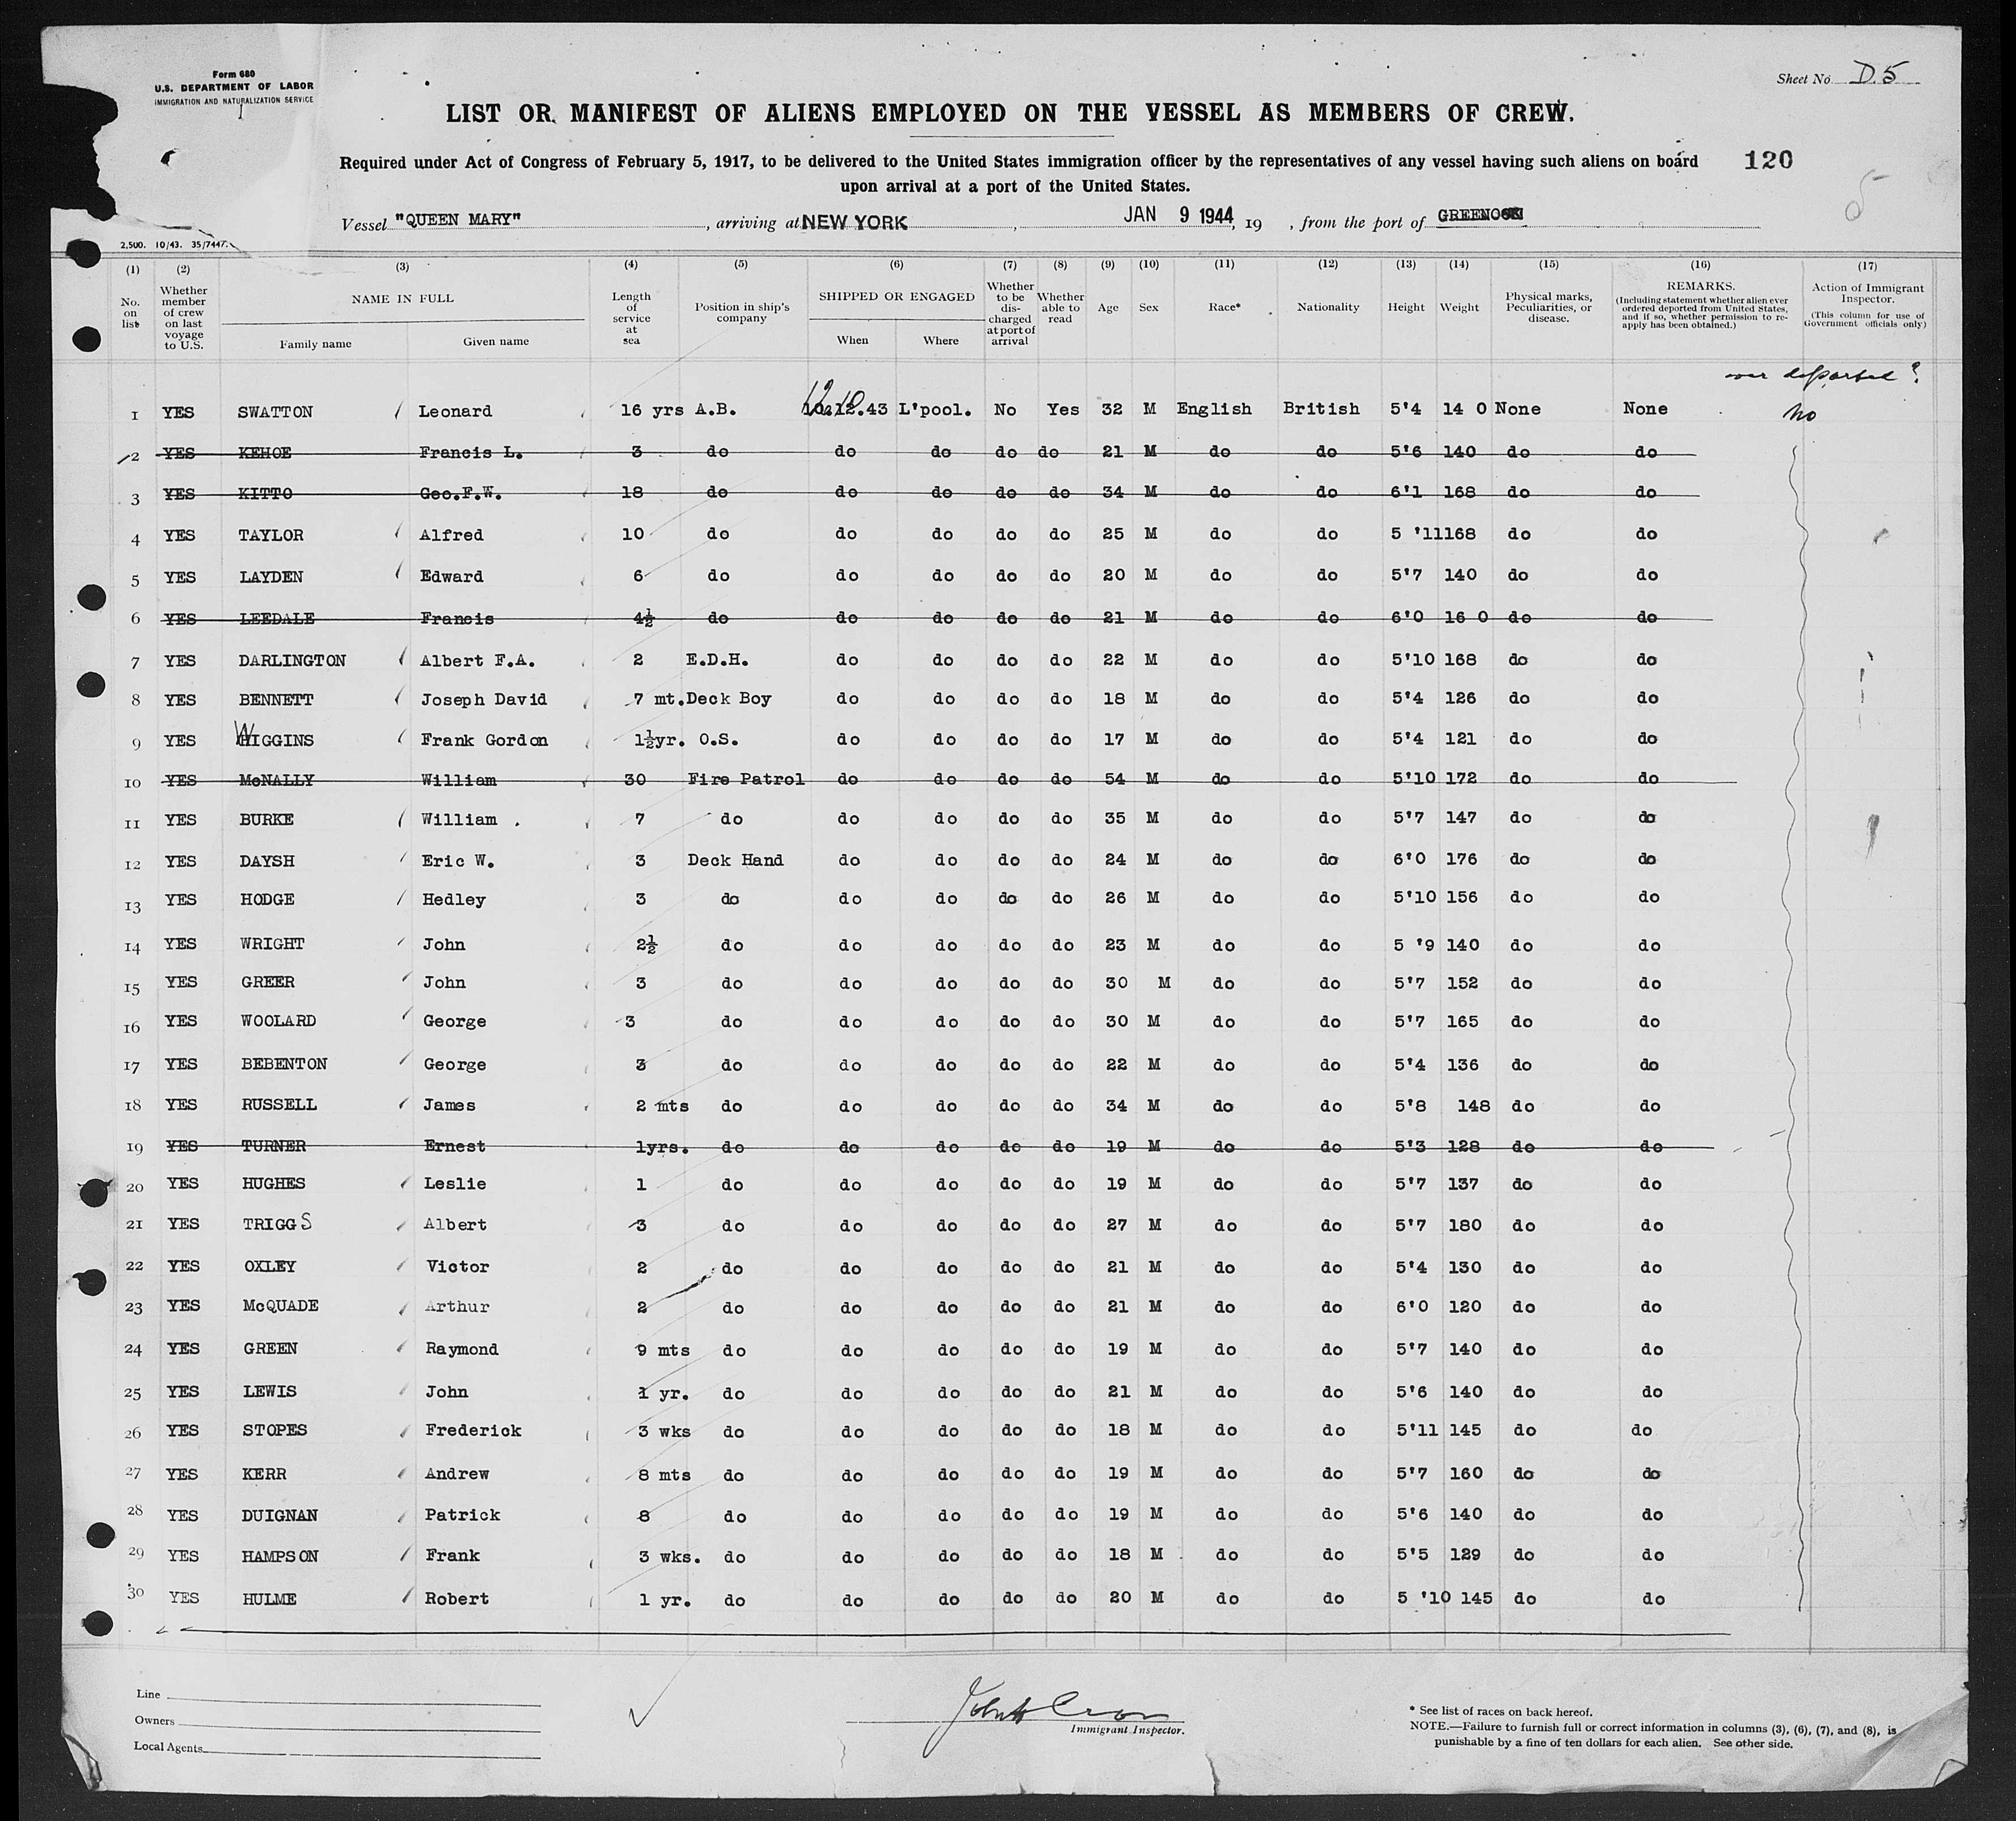 Form 680
U.S. DEPARTMENT OF LABOR
IMMIGRATION AND NATURALIZATION SERVICE
Sheet No D.5
LIST OR MANIFEST OF ALIENS EMPLOYED ON THE VESSEL AS MEMBERS OF CREW.
Required under Act of Congress of February 5, 1917, to be delivered to the United States immigration officer by the representatives of any vessel having such aliens on board
upon arrival at a port of the United States.
120
5
Vessel "QUEEN MARY", arriving at NEW YORK, JAN 9 1944, 19 , from the port of GREENOCK
2,500. 10/43. 35/7447.
(1) (2) (3) (4) (5) (6) (7) (8) (9) (10) (11) (12) (13) (14) (15) (16) (17)
No. on list
Whether member of crew on last voyage to U.S.
NAME IN FULL
Family name Given name
Length of service at sea
Position in ship's company
SHIPPED OR ENGAGED
When Where
Whether to be discharged at port of arrival
Whether able to read
Age
Sex
Race*
Nationality
Height
Weight
Physical marks, Peculiarities, or disease.
REMARKS.
(Including statement whether alien ever ordered deported from United States, and if so, whether permission to re-apply has been obtained.)
Action of Immigrant Inspector.
(This column for use of Government officials only)
ever deported?
1 YES SWATTON Leonard 16 yrs A.B. 10.12.43 L'pool. No Yes 32 M English British 5'4 14 0 None None no
2 YES KEHOE Francis L. 3 do do do do do 21 M do do 5'6 140 do do
3 YES KITTO Geo.F.W. 18 do do do do do 34 M do do 6'1 168 do do
4 YES TAYLOR Alfred 10 do do do do do 25 M do do 5 '11 168 do do
5 YES LAYDEN Edward 6 do do do do do 20 M do do 5'7 140 do do
6 YES LEEDALE Francis 4½ do do do do do 21 M do do 6'0 16 0 do do
7 YES DARLINGTON Albert F.A. 2 E.D.H. do do do do 22 M do do 5'10 168 do do
8 YES BENNETT Joseph David 7 mt. Deck Boy do do do do 18 M do do 5'4 126 do do
9 YES WIGGINS Frank Gordon 1½yr. O.S. do do do do 17 M do do 5'4 121 do do
10 YES McNALLY William 30 Fire Patrol do do do do 54 M do do 5'10 172 do do
11 YES BURKE William . 7 do do do do do 35 M do do 5'7 147 do do
12 YES DAYSH Eric W. 3 Deck Hand do do do do 24 M do do 6'0 176 do do
13 YES HODGE Hedley 3 do do do do do 26 M do do 5'10 156 do do
14 YES WRIGHT John 2½ do do do do do 23 M do do 5 '9 140 do do
15 YES GREER John 3 do do do do do 30 M do do 5'7 152 do do
16 YES WOOLARD George 3 do do do do do 30 M do do 5'7 165 do do
17 YES BEBENTON George 3 do do do do do 22 M do do 5'4 136 do do
18 YES RUSSELL James 2 mts do do do do do 34 M do do 5'8 148 do do
19 YES TURNER Ernest 1yrs. do do do do do 19 M do do 5'3 128 do do
20 YES HUGHES Leslie 1 do do do do do 19 M do do 5'7 137 do do
21 YES TRIGGS Albert 3 do do do do do 27 M do do 5'7 180 do do
22 YES OXLEY Victor 2 do do do do do 21 M do do 5'4 130 do do
23 YES McQUADE Arthur 2 do do do do do 21 M do do 6'0 120 do do
24 YES GREEN Raymond 9 mts do do do do do 19 M do do 5'7 140 do do
25 YES LEWIS John 1 yr. do do do do do 21 M do do 5'6 140 do do
26 YES STOPES Frederick 3 wks do do do do do 18 M do do 5'11 145 do do
27 YES KERR Andrew 8 mts do do do do do 19 M do do 5'7 160 do do
28 YES DUIGNAN Patrick 8 do do do do do 19 M do do 5'6 140 do do
29 YES HAMPSON Frank 3 wks. do do do do do 18 M do do 5'5 129 do do
30 YES HULME Robert 1 yr. do do do do do 20 M do do 5 '10 145 do do
Line
Owners
Local Agents
Immigrant Inspector.
* See list of races on back hereof.
NOTE.—Failure to furnish full or correct information in columns (3), (6), (7), and (8), is
punishable by a fine of ten dollars for each alien. See other side.